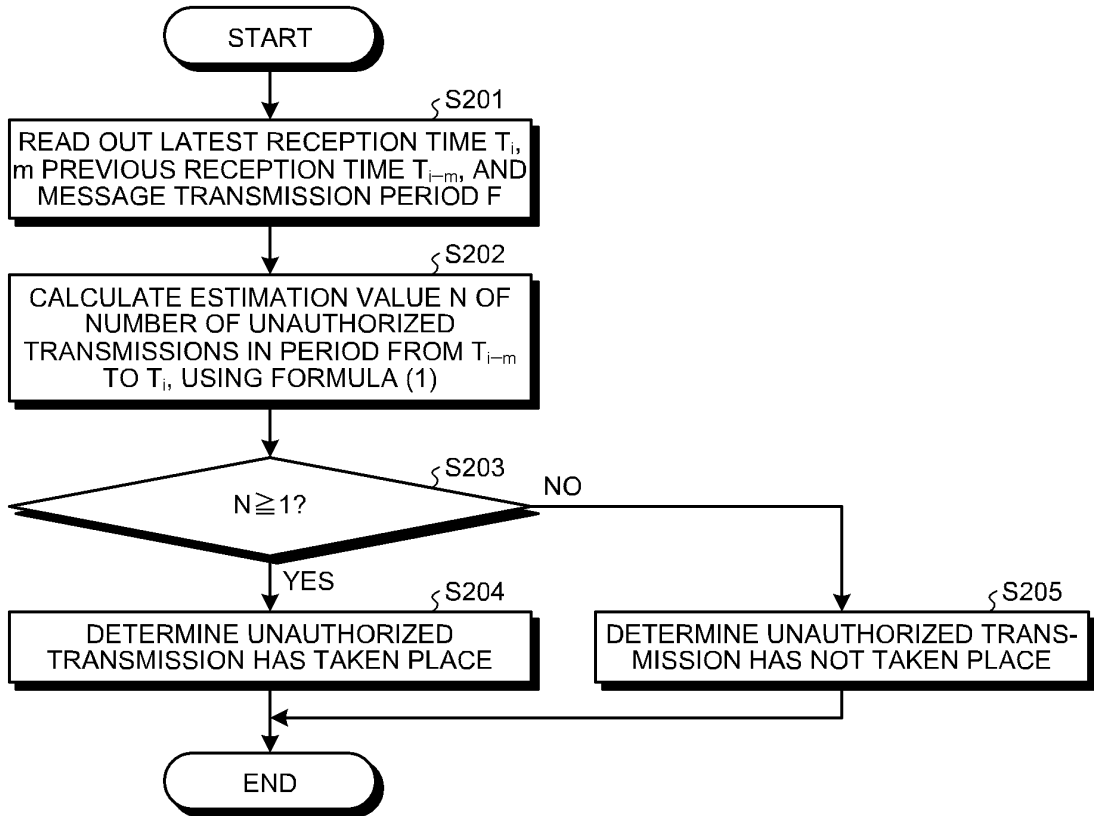 START
S201
READ OUT LATEST RECEPTION TIME Tᵢ,
m PREVIOUS RECEPTION TIME Tᵢ₋ₘ, AND
MESSAGE TRANSMISSION PERIOD F
S202
CALCULATE ESTIMATION VALUE N OF
NUMBER OF UNAUTHORIZED
TRANSMISSIONS IN PERIOD FROM Tᵢ₋ₘ
TO Tᵢ, USING FORMULA (1)
S203
N≧1?
NO
YES
S204
DETERMINE UNAUTHORIZED
TRANSMISSION HAS TAKEN PLACE
S205
DETERMINE UNAUTHORIZED TRANS-
MISSION HAS NOT TAKEN PLACE
END